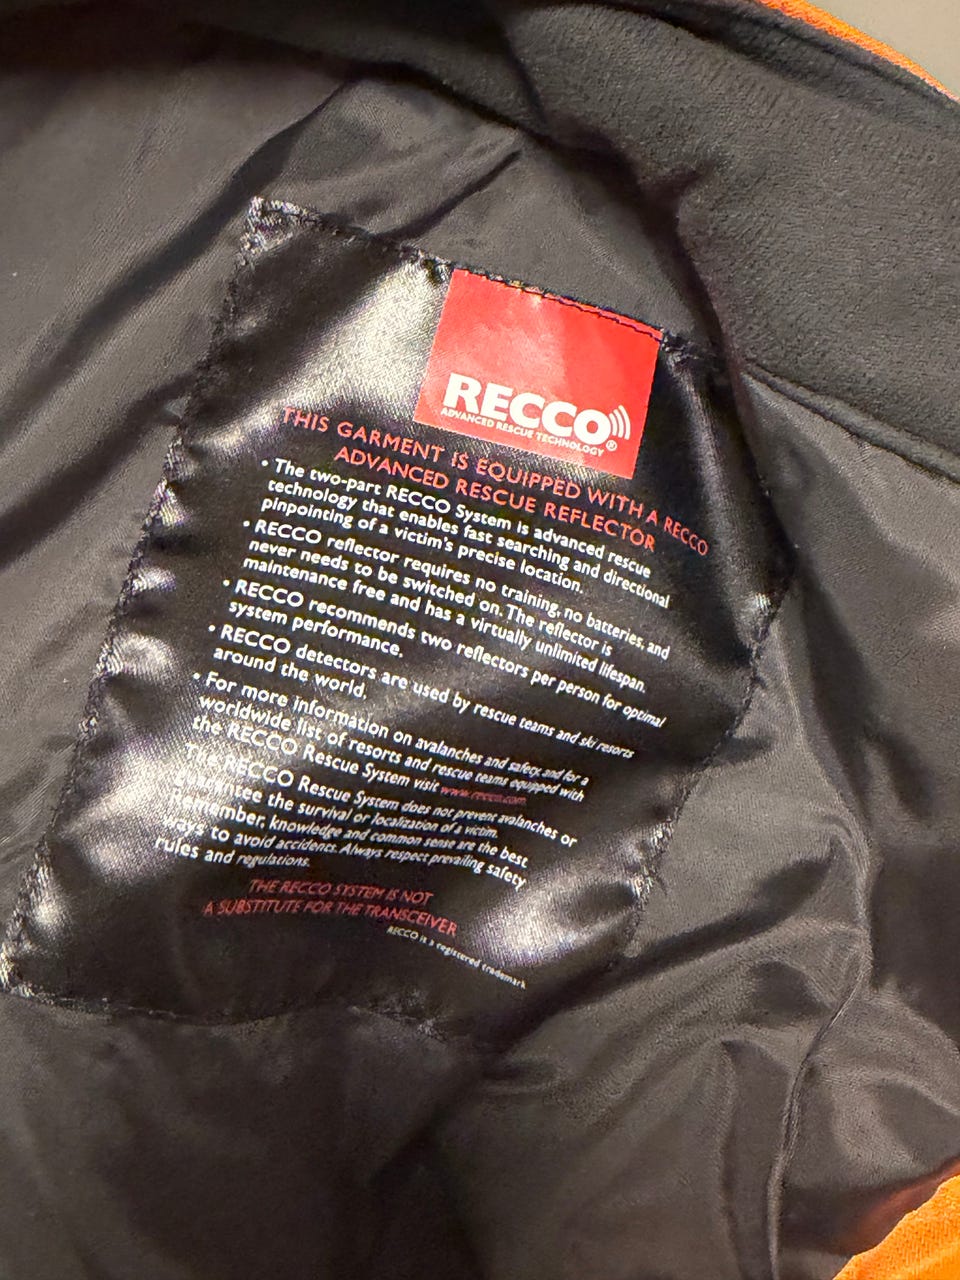 RECCO
ADVANCED RESCUE TECHNOLOGY®
THIS GARMENT IS EQUIPPED WITH A RECCO
ADVANCED RESCUE REFLECTOR
• The two-part RECCO System is advanced rescue
technology that enables fast searching and directional
pinpointing of a victim's precise location.
• RECCO reflector requires no training, no batteries, and
never needs to be switched on. The reflector is
maintenance free and has a virtually unlimited lifespan.
• RECCO recommends two reflectors per person for optimal
system performance.
• RECCO detectors are used by rescue teams and ski resorts
around the world.
• For more information on avalanches and safety, and for a
worldwide list of resorts and rescue teams equipped with
the RECCO Rescue System visit www.recco.com.
The RECCO Rescue System does not prevent avalanches or
guarantee the survival or localization of a victim.
Remember, knowledge and common sense are the best
ways to avoid accidents. Always respect prevailing safety
rules and regulations.
THE RECCO SYSTEM IS NOT
A SUBSTITUTE FOR THE TRANSCEIVER
RECCO is a registered trademark